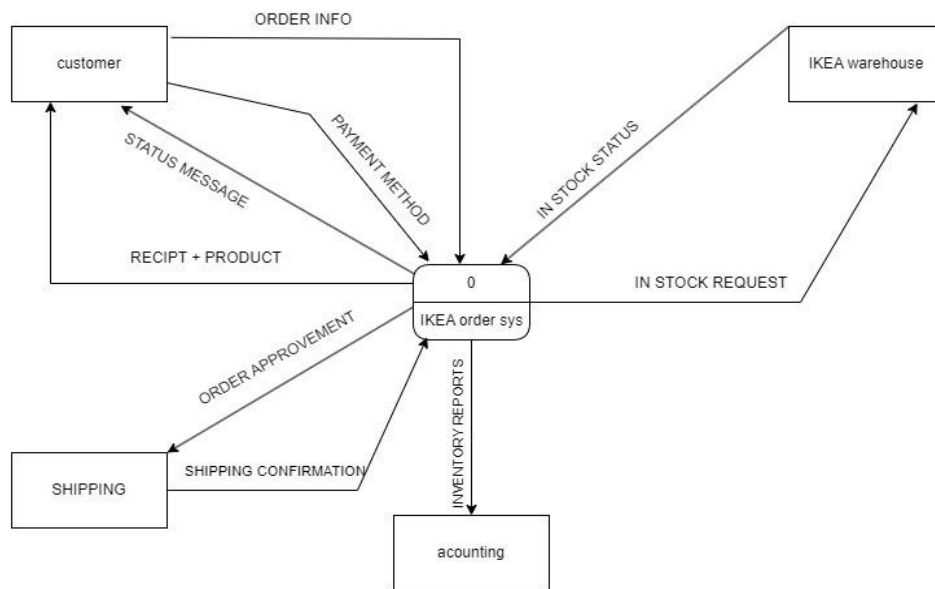 ORDER INFO
customer
IKEA warehouse
PAYMENT METHOD
STATUS MESSAGE
IN STOCK STATUS
RECIPT + PRODUCT
0
IN STOCK REQUEST
IKEA order sys
ORDER APPROVEMENT
INVENTORY REPORTS
SHIPPING CONFIRMATION
SHIPPING
acounting